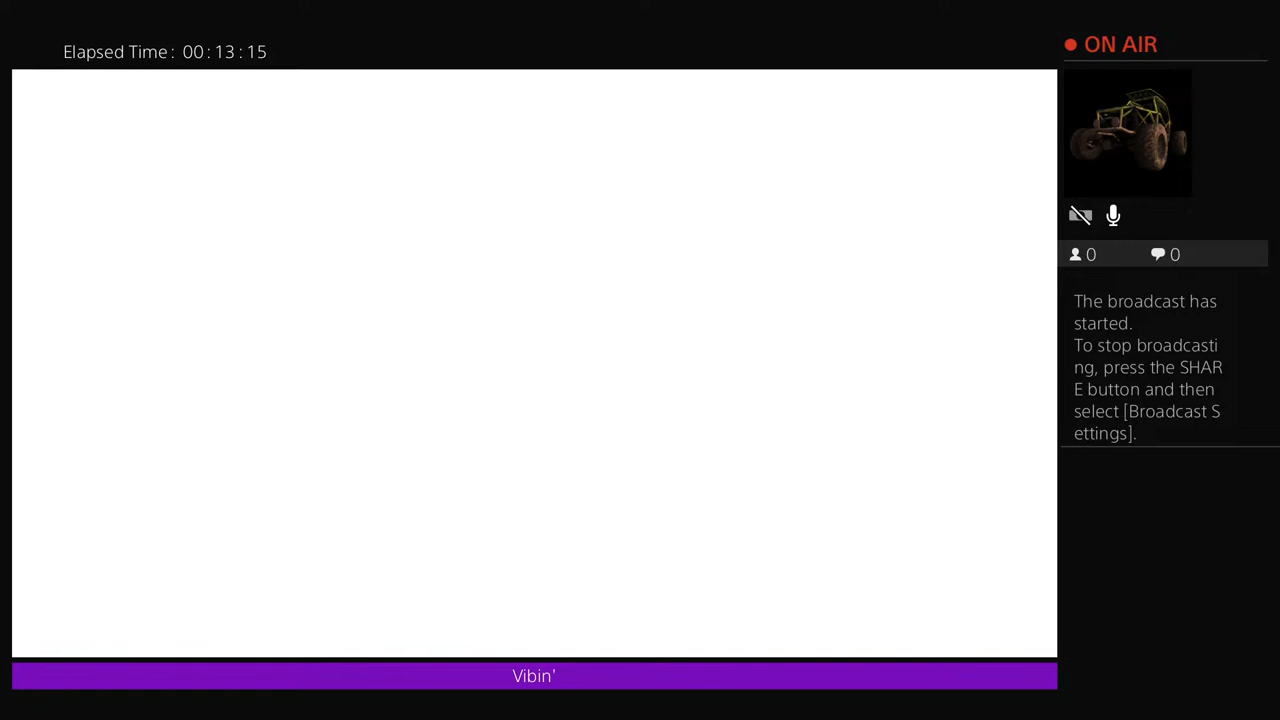 Elapsed Time: 00:13:15
ON AIR
0 0
The broadcast has
started.
To stop broadcasti
ng, press the SHAR
E button and then
select [Broadcast S
ettings].
Vibin'